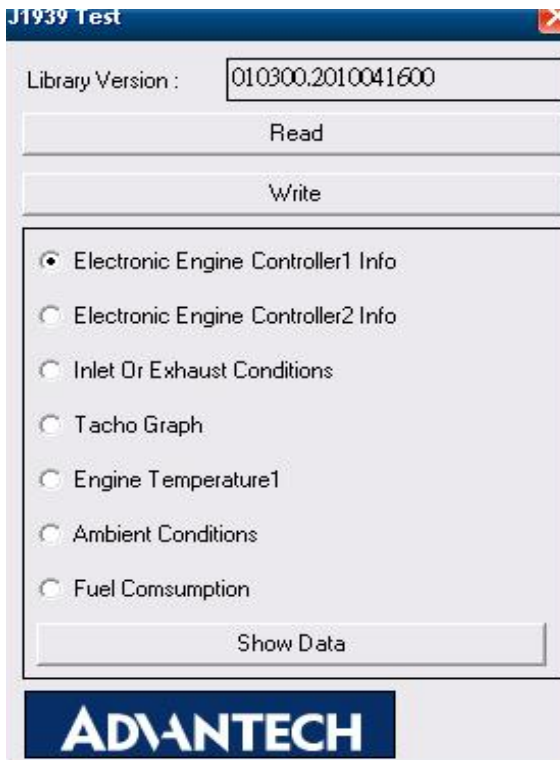 J1939 Test
Library Version : 010300.2010041600
Read
Write
Electronic Engine Controller1 Info
Electronic Engine Controller2 Info
Inlet Or Exhaust Conditions
Tacho Graph
Engine Temperature1
Ambient Conditions
Fuel Comsumption
Show Data
ADVANTECH